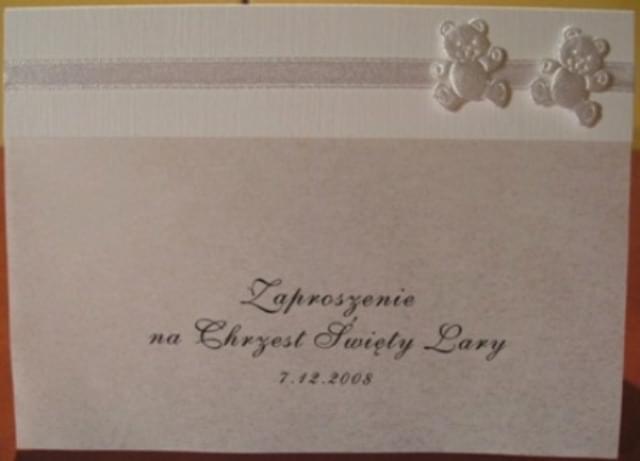 Zaproszenie
na Chrzest Święty Lary
7.12.2008